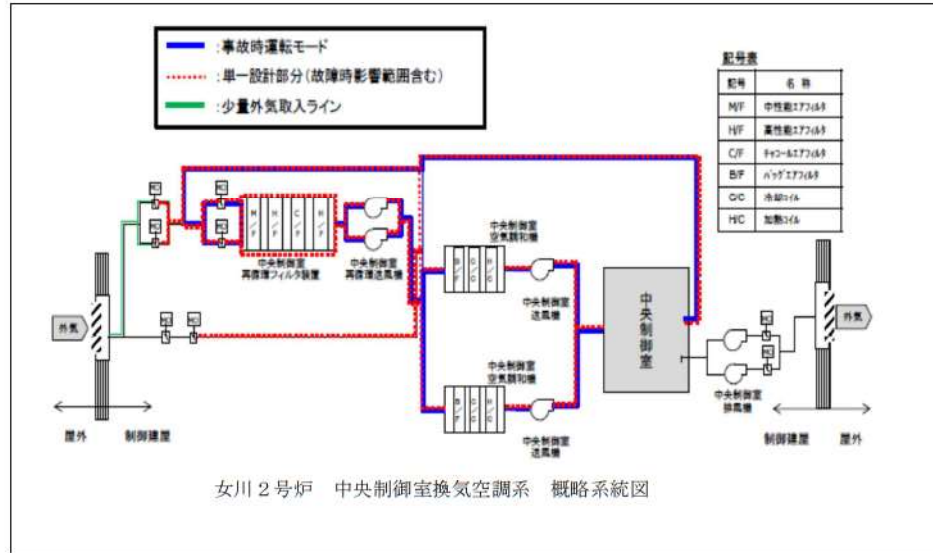 :事故時運転モード
:単一設計部分(故障時影響範囲含む)
:少量外気取入ライン
記号表
記号 名 称
M/F 中性能エアフィルタ
H/F 高性能エアフィルタ
C/F チャコールエアフィルタ
B/F バッグエアフィルタ
C/C 冷却コイル
H/C 加熱コイル
MO
MO
MO
MO
M/F H/F C/F H/F
中央制御室
再循環フィルタ装置
中央制御室
再循環送風機
中央制御室
空気調和機
B/F C/C H/C
中央制御室
送風機
外気
MO MO
中央制御室
空気調和機
B/F C/C H/C
中央制御室
送風機
中央制御室
MO
MO
中央制御室
排風機
外気
屋外 制御建屋
制御建屋 屋外
女川2号炉 中央制御室換気空調系 概略系統図